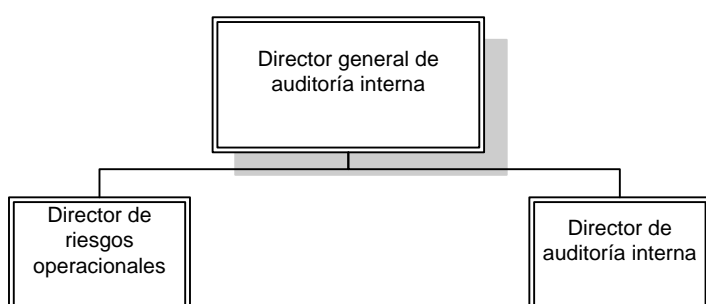 Director general de
auditoría interna
Director de
riesgos
operacionales
Director de
auditoría interna